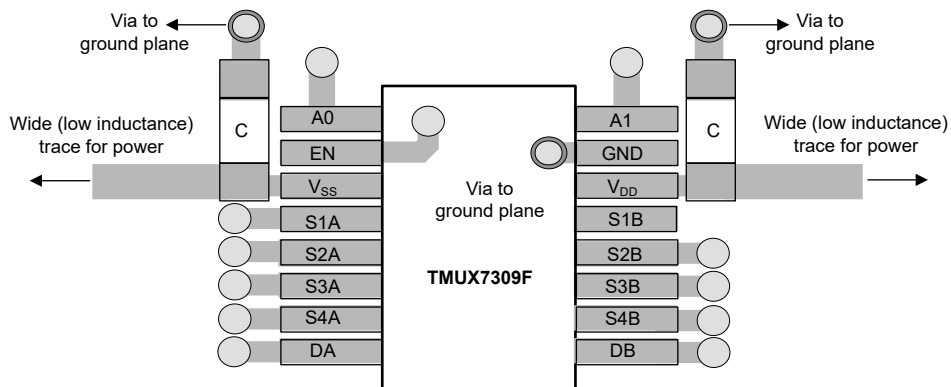 Via to
ground plane
Via to
ground plane
A0
A1
C
C
Wide (low inductance)
trace for power
Wide (low inductance)
trace for power
EN
GND
VSS
VDD
Via to
ground plane
S1A
S1B
S2A
S2B
TMUX7309F
S3A
S3B
S4A
S4B
DA
DB